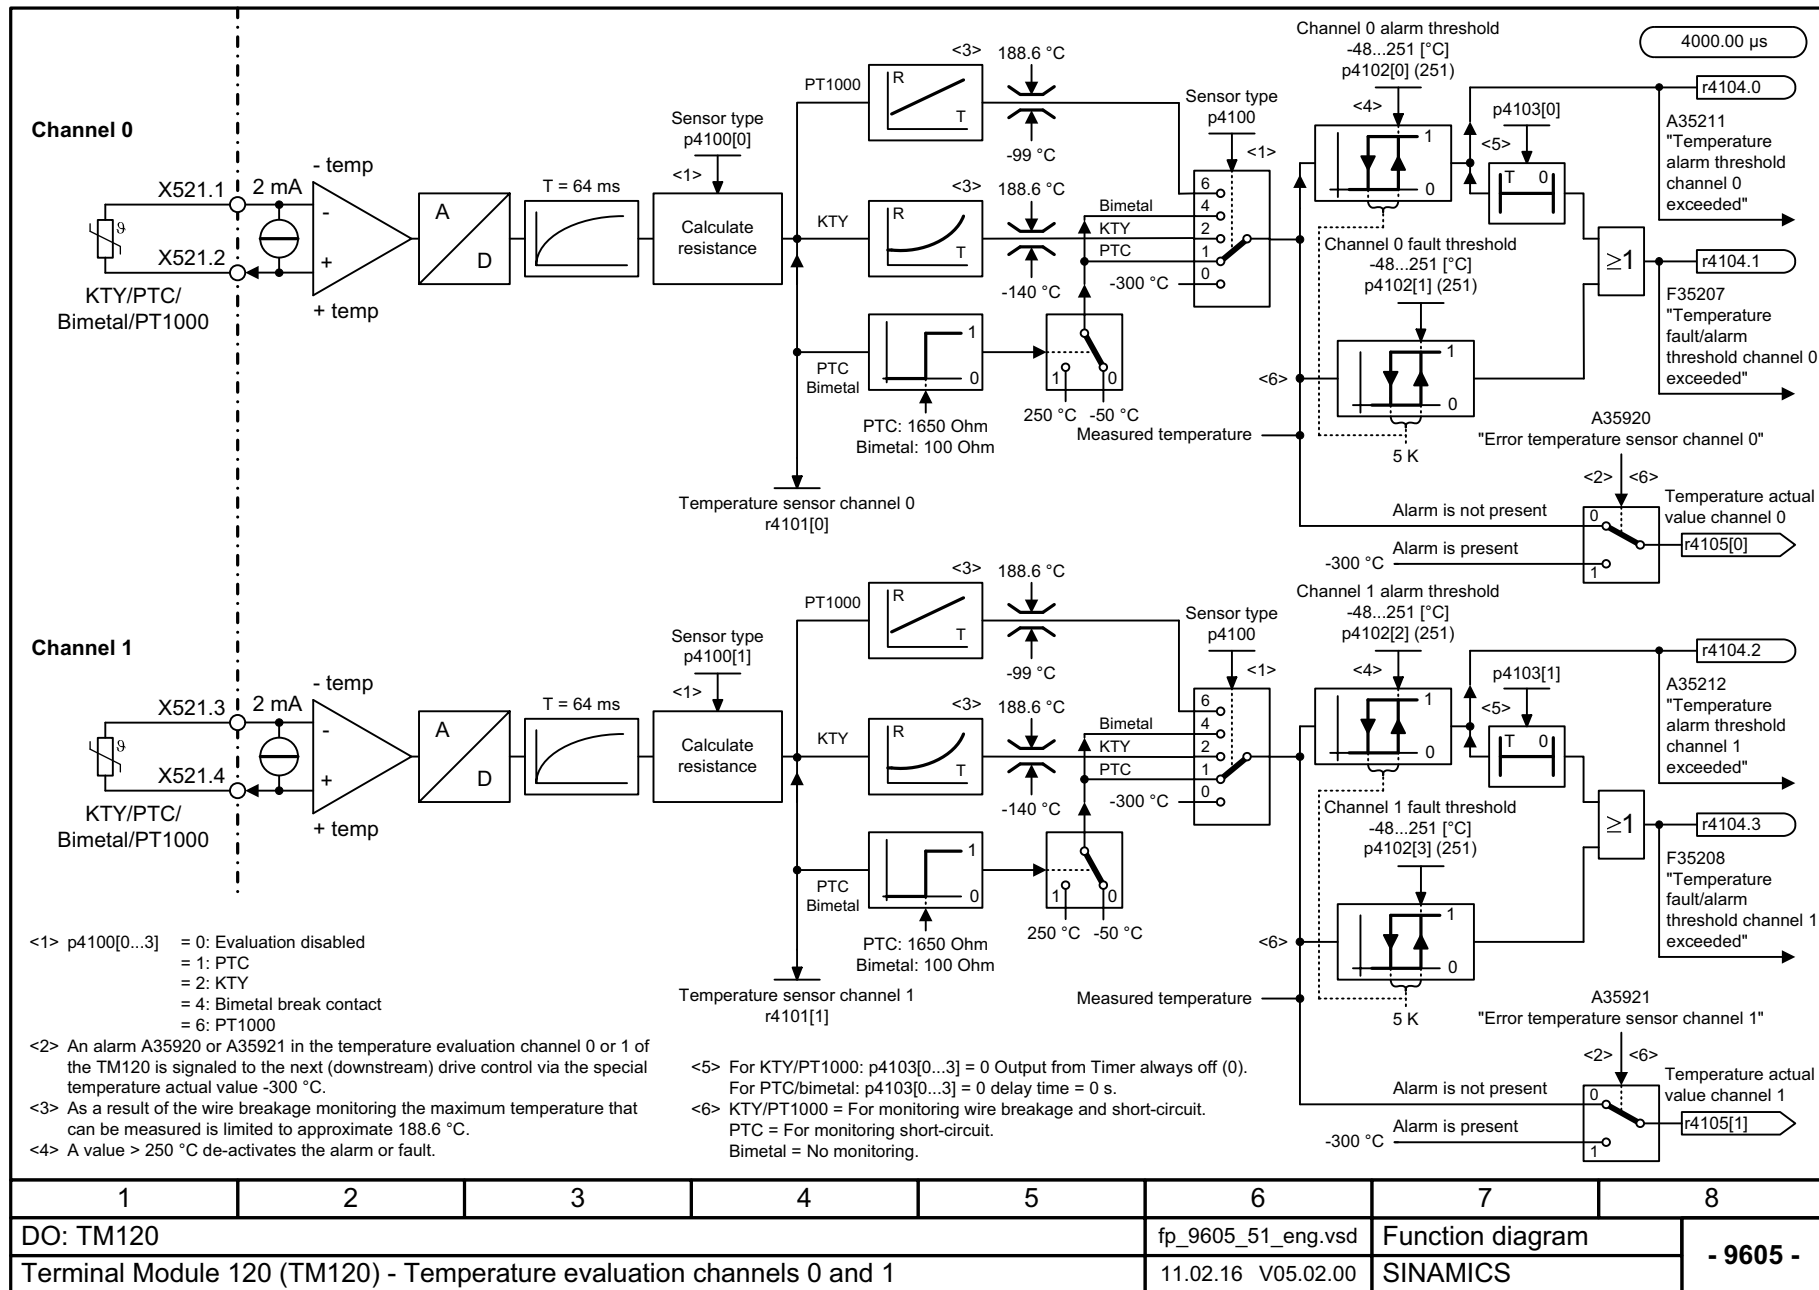 4000.00 µs
Channel 0
X521.1
X521.2
KTY/PTC/
Bimetal/PT1000
2 mA
- temp
-
+
+ temp
A
D
T = 64 ms
Sensor type
p4100[0]
<1>
Calculate
resistance
PT1000
R
T
<3>
188.6 °C
-99 °C
KTY
R
T
<3>
188.6 °C
-140 °C
PTC
Bimetal
1
0
PTC: 1650 Ohm
Bimetal: 100 Ohm
1
0
250 °C
-50 °C
Temperature sensor channel 0
r4101[0]
Bimetal
KTY
PTC
-300 °C
Sensor type
p4100
<1>
6
4
2
1
0
Measured temperature
Channel 0 alarm threshold
-48...251 [°C]
p4102[0] (251)
<4>
1
0
Channel 0 fault threshold
-48...251 [°C]
p4102[1] (251)
<6>
1
0
5 K
p4103[0]
<5>
T
0
≥1
r4104.0
A35211
"Temperature
alarm threshold
channel 0
exceeded"
r4104.1
F35207
"Temperature
fault/alarm
threshold channel 0
exceeded"
A35920
"Error temperature sensor channel 0"
<2>
<6>
Alarm is not present
0
Alarm is present
-300 °C
1
Temperature actual
value channel 0
r4105[0]
Channel 1
X521.3
X521.4
KTY/PTC/
Bimetal/PT1000
2 mA
- temp
-
+
+ temp
A
D
T = 64 ms
Sensor type
p4100[1]
<1>
Calculate
resistance
PT1000
R
T
<3>
188.6 °C
-99 °C
KTY
R
T
<3>
188.6 °C
-140 °C
PTC
Bimetal
1
0
PTC: 1650 Ohm
Bimetal: 100 Ohm
1
0
250 °C
-50 °C
Temperature sensor channel 1
r4101[1]
Bimetal
KTY
PTC
-300 °C
Sensor type
p4100
<1>
6
4
2
1
0
Measured temperature
Channel 1 alarm threshold
-48...251 [°C]
p4102[2] (251)
<4>
1
0
Channel 1 fault threshold
-48...251 [°C]
p4102[3] (251)
<6>
1
0
5 K
p4103[1]
<5>
T
0
≥1
r4104.2
A35212
"Temperature
alarm threshold
channel 1
exceeded"
r4104.3
F35208
"Temperature
fault/alarm
threshold channel 1
exceeded"
A35921
"Error temperature sensor channel 1"
<2>
<6>
Alarm is not present
0
Alarm is present
-300 °C
1
Temperature actual
value channel 1
r4105[1]
<1> p4100[0...3] = 0: Evaluation disabled
= 1: PTC
= 2: KTY
= 4: Bimetal break contact
= 6: PT1000
<2> An alarm A35920 or A35921 in the temperature evaluation channel 0 or 1 of
the TM120 is signaled to the next (downstream) drive control via the special
temperature actual value -300 °C.
<3> As a result of the wire breakage monitoring the maximum temperature that
can be measured is limited to approximate 188.6 °C.
<4> A value > 250 °C de-activates the alarm or fault.
<5> For KTY/PT1000: p4103[0...3] = 0 Output from Timer always off (0).
For PTC/bimetal: p4103[0...3] = 0 delay time = 0 s.
<6> KTY/PT1000 = For monitoring wire breakage and short-circuit.
PTC = For monitoring short-circuit.
Bimetal = No monitoring.
1 2 3 4 5 6 7 8
DO: TM120
fp_9605_51_eng.vsd
Function diagram
- 9605 -
Terminal Module 120 (TM120) - Temperature evaluation channels 0 and 1
11.02.16 V05.02.00
SINAMICS